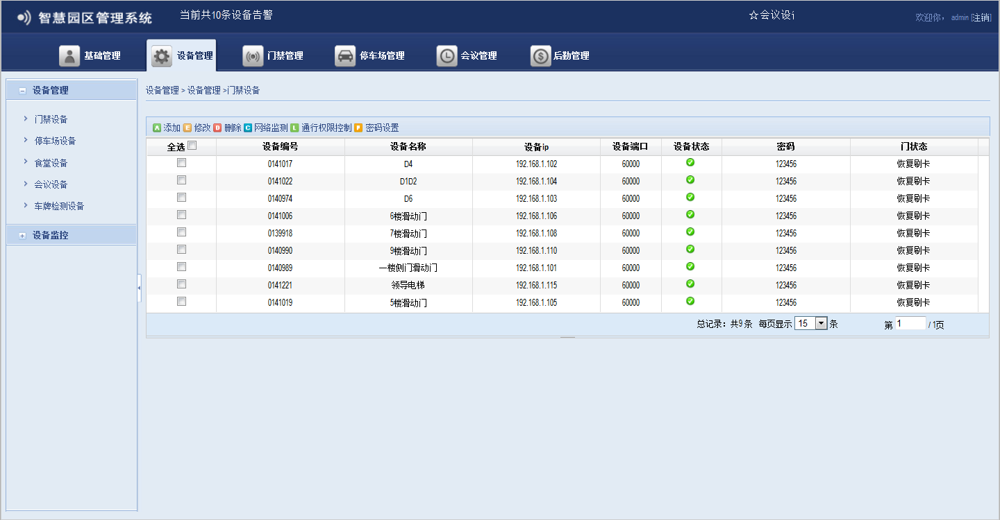 智慧园区管理系统 当前共10条设备告警 ☆会议设 欢迎你， admin [注销]
基础管理 设备管理 门禁管理 停车场管理 会议管理 后勤管理
设备管理
门禁设备
停车场设备
食堂设备
会议设备
车牌检测设备
设备监控
设备管理 > 设备管理 >门禁设备
A 添加 E 修改 D 删除 C 网络监测 L 通行权限控制 P 密码设置
全选 设备编号 设备名称 设备ip 设备端口 设备状态 密码 门状态
0141017 D4 192.168.1.102 60000 123456 恢复刷卡
0141022 D1D2 192.168.1.104 60000 123456 恢复刷卡
0140974 D6 192.168.1.103 60000 123456 恢复刷卡
0141006 6楼滑动门 192.168.1.106 60000 123456 恢复刷卡
0139918 7楼滑动门 192.168.1.108 60000 123456 恢复刷卡
0140990 9楼滑动门 192.168.1.110 60000 123456 恢复刷卡
0140989 一楼侧门滑动门 192.168.1.101 60000 123456 恢复刷卡
0141221 领导电梯 192.168.1.115 60000 123456 恢复刷卡
0141019 5楼滑动门 192.168.1.105 60000 123456 恢复刷卡
总记录：共9条 每页显示 15 条 第 1 / 1页